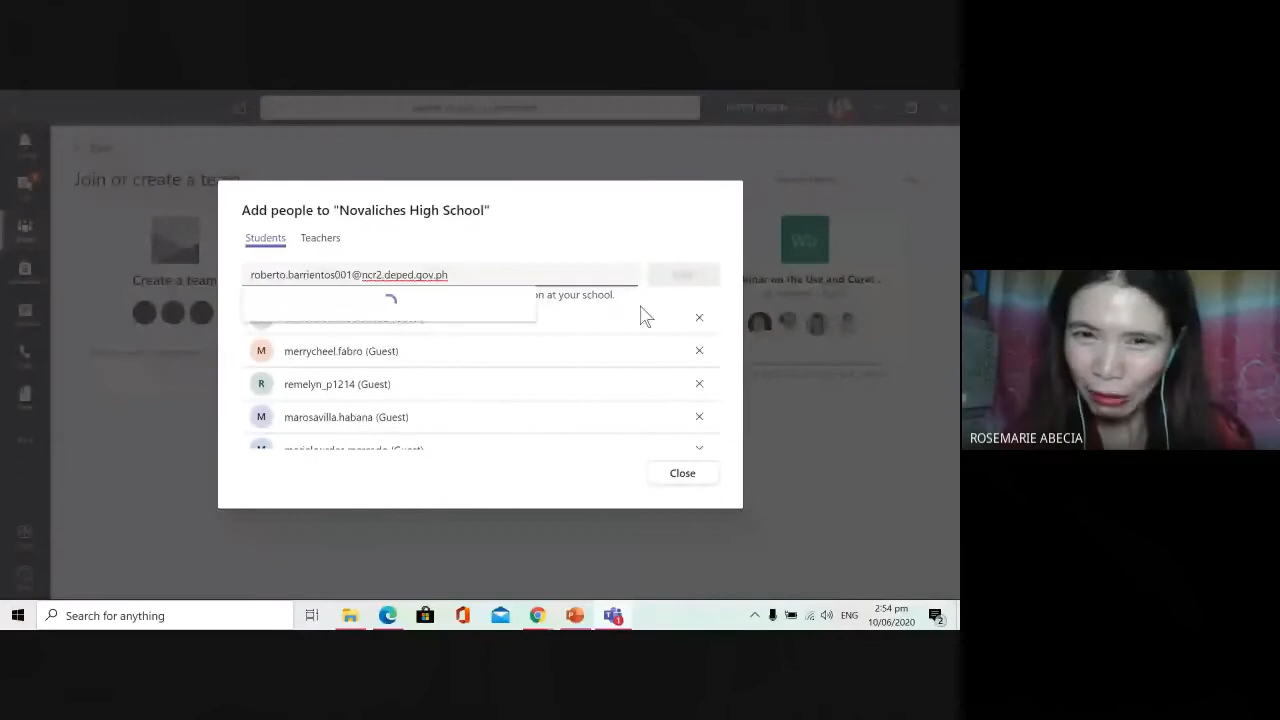 Join or create a team
Create a team
Add people to "Novaliches High School"
Students Teachers
roberto.barrientos001@ncr2.deped.gov.ph
on at your school.
M merrycheel.fabro (Guest)
R remelyn_p1214 (Guest)
M marosavilla.habana (Guest)
Close
ROSEMARIE ABECIA
Search for anything
ENG
2:54 pm
10/06/2020
2
1